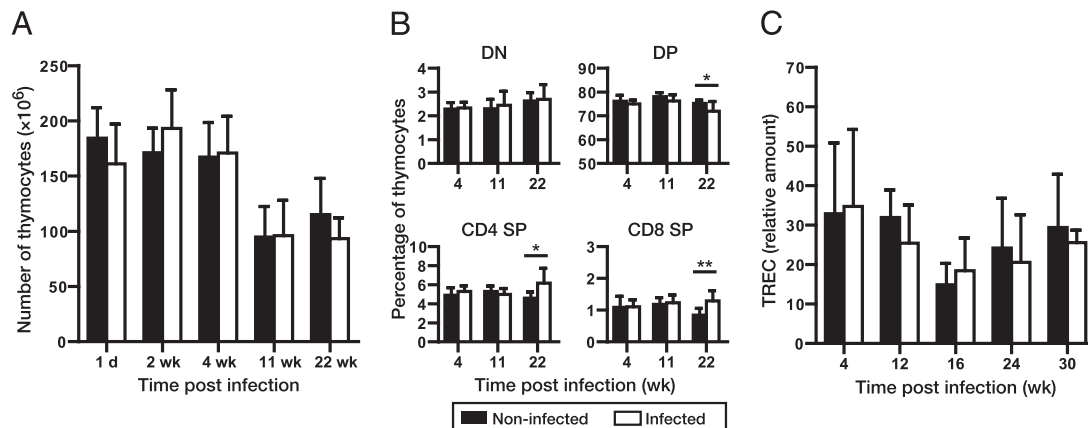 A
Number of thymocytes (×10⁶)
250
200
150
100
50
0
1 d 2 wk 4 wk 11 wk 22 wk
Time post infection
B
Percentage of thymocytes
DN
4
3
2
1
0
4 11 22
DP
90
80
70
60
50
*
4 11 22
CD4 SP
10
8
6
4
2
0
*
4 11 22
CD8 SP
3
2
1
0
**
4 11 22
Time post infection (wk)
Non-infected Infected
C
TREC (relative amount)
70
60
50
40
30
20
10
0
4 12 16 24 30
Time post infection (wk)